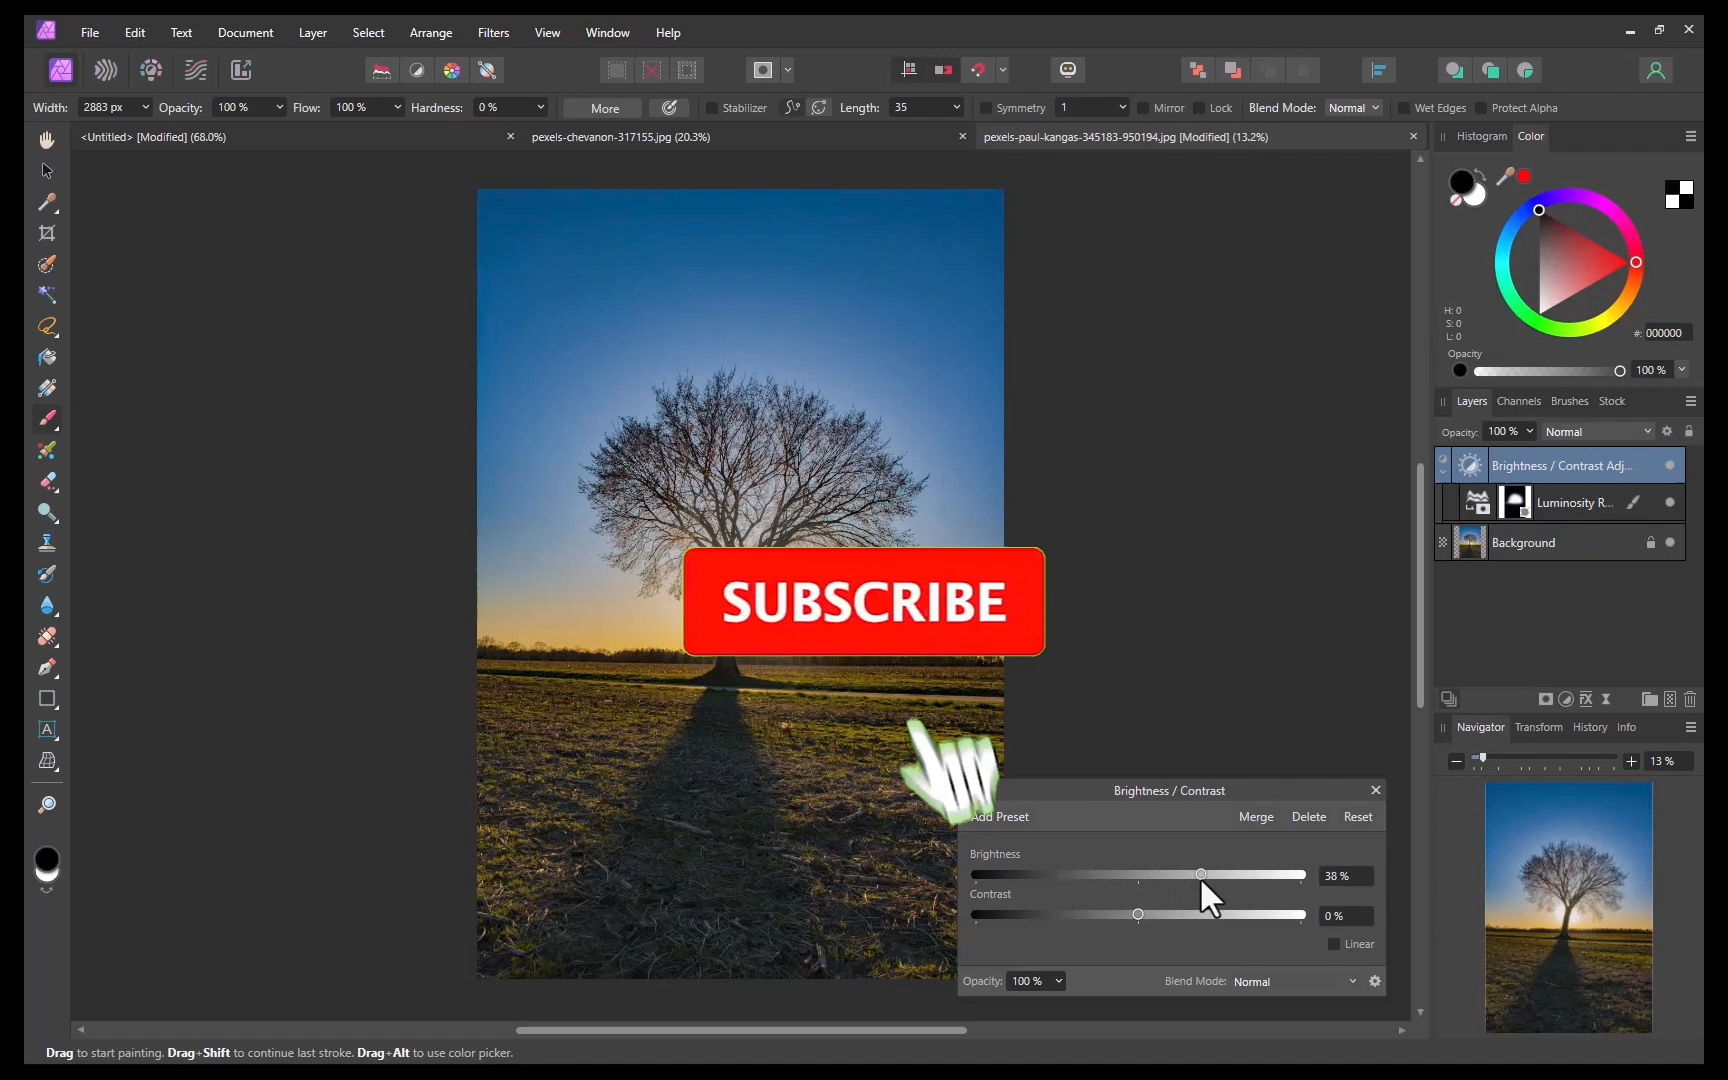 File Edit Text Document Layer Select Arrange Filters View Window Help
Width: 2883 px Opacity: 100 % Flow: 100 % Hardness: 0 % More Stabilizer Length: 35 Symmetry 1 Mirror Lock Blend Mode: Normal Wet Edges Protect Alpha
<Untitled> [Modified] (68.0%) pexels-chevanon-317155.jpg (20.3%) pexels-paul-kangas-345183-950194.jpg [Modified] (13.2%)
Histogram Color
H: 0
S: 0
L: 0
#: 000000
Opacity
100 %
Layers Channels Brushes Stock
Opacity: 100 % Normal
Brightness / Contrast Adj...
Luminosity R...
Background
SUBSCRIBE
Navigator Transform History Info
13 %
Brightness / Contrast
Add Preset Merge Delete Reset
Brightness
38 %
Contrast
0 %
Linear
Opacity: 100 % Blend Mode: Normal
Drag to start painting. Drag+Shift to continue last stroke. Drag+Alt to use color picker.